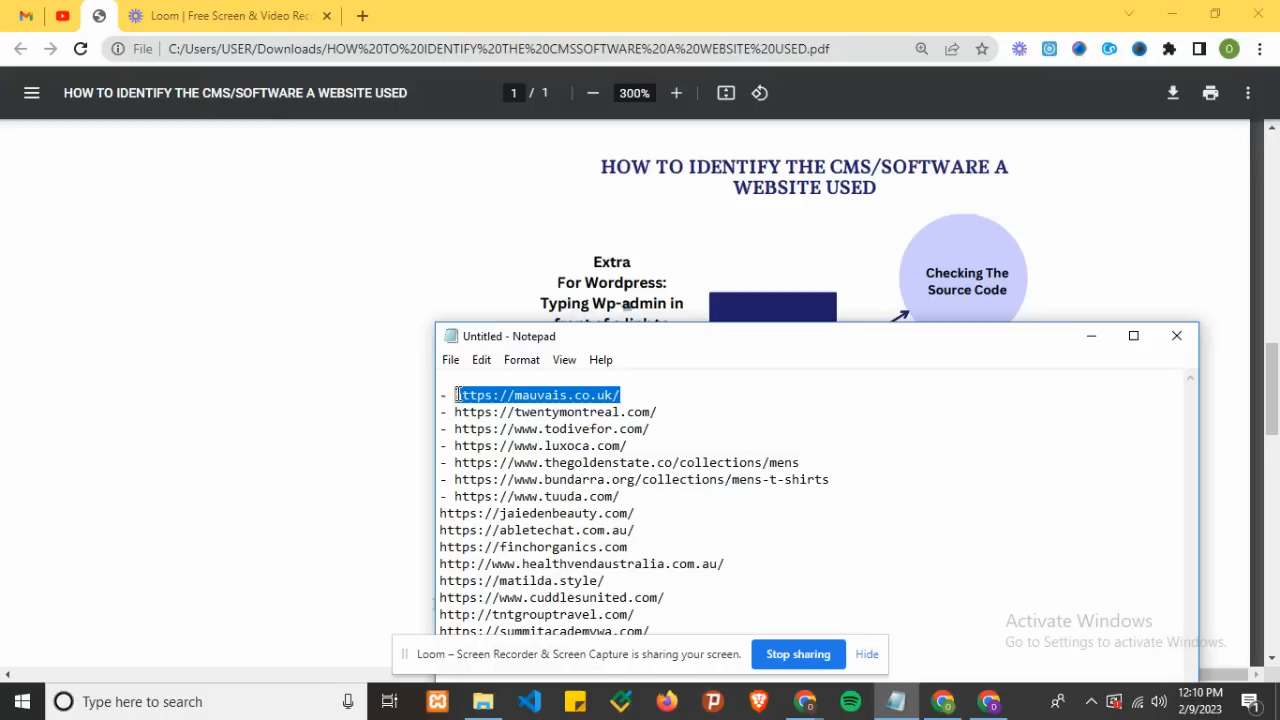 Loom | Free Screen & Video Rec
File
C:/Users/USER/Downloads/HOW%20TO%20IDENTIFY%20THE%20CMSSOFTWARE%20A%20WEBSITE%20USED.pdf
O
HOW TO IDENTIFY THE CMS/SOFTWARE A WEBSITE USED
1 / 1
300%
HOW TO IDENTIFY THE CMS/SOFTWARE A
WEBSITE USED
Extra
For Wordpress:
Typing Wp-admin in
Checking The
Source Code
Untitled - Notepad
File Edit Format View Help
- https://mauvais.co.uk/
- https://twentymontreal.com/
- https://www.todivefor.com/
- https://www.luxoca.com/
- https://www.thegoldenstate.co/collections/mens
- https://www.bundarra.org/collections/mens-t-shirts
- https://www.tuuda.com/
https://jaiedenbeauty.com/
https://abletechat.com.au/
https://finchorganics.com
http://www.healthvendaustralia.com.au/
https://matilda.style/
https://www.cuddlesunited.com/
http://tntgrouptravel.com/
https://summitacademywa.com/
Activate Windows
Go to Settings to activate Windows.
Loom – Screen Recorder & Screen Capture is sharing your screen.
Stop sharing
Hide
Type here to search
12:10 PM
2/9/2023